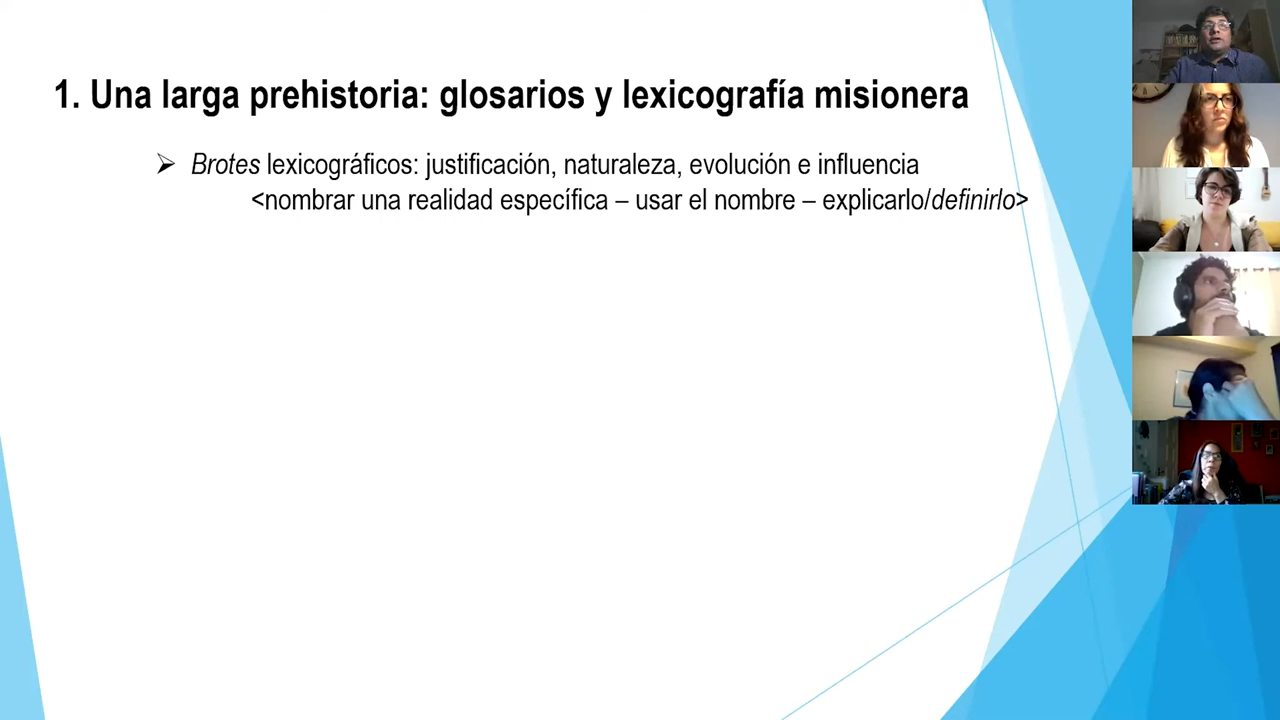 1. Una larga prehistoria: glosarios y lexicografía misionera
➢ Brotes lexicográficos: justificación, naturaleza, evolución e influencia
<nombrar una realidad específica – usar el nombre – explicarlo/definirlo>